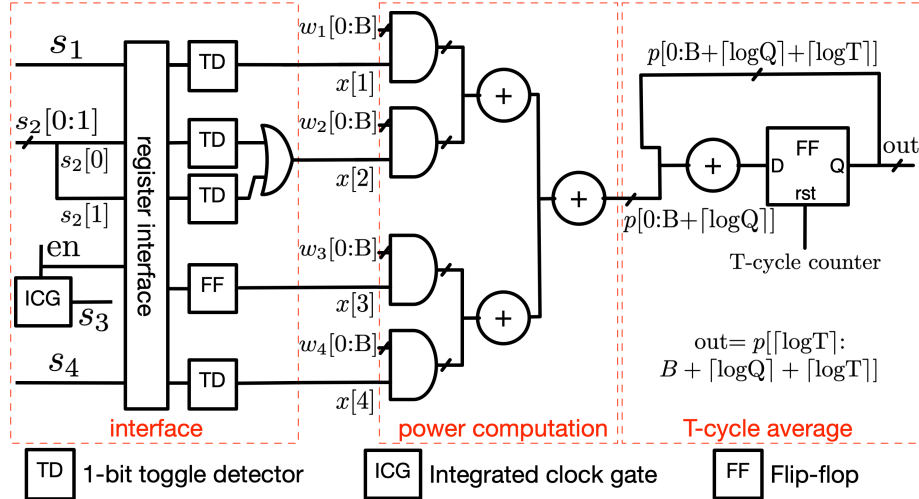 s₁
s₂[0:1]
s₂[0]
s₂[1]
en
ICG
s₃
s₄
register interface
TD
TD
TD
FF
TD
interface
w₁[0:B]
x[1]
w₂[0:B]
x[2]
w₃[0:B]
x[3]
w₄[0:B]
x[4]
+
+
+
power computation
p[0:B+⌈logQ⌉+⌈logT⌉]
p[0:B+⌈logQ⌉]
+
FF
D
Q
rst
out
T-cycle counter
out= p[⌈logT⌉:
B + ⌈logQ⌉ + ⌈logT⌉]
T-cycle average
TD 1-bit toggle detector
ICG Integrated clock gate
FF Flip-flop